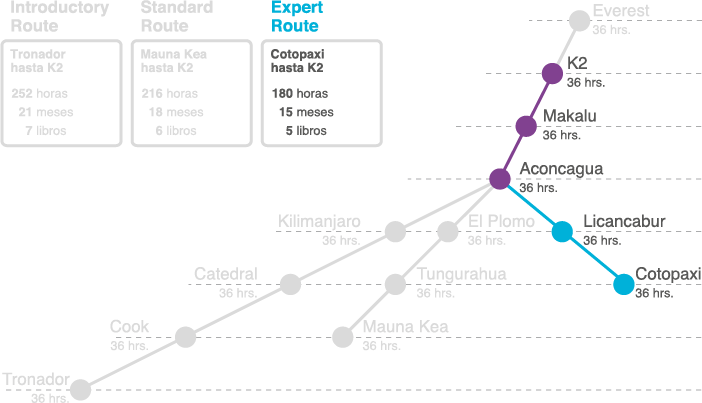 Introductory
Route
Standard
Route
Expert
Route
Tronador
hasta K2
252 horas
21 meses
7 libros
Mauna Kea
hasta K2
216 horas
18 meses
6 libros
Cotopaxi
hasta K2
180 horas
15 meses
5 libros
Everest
36 hrs.
K2
36 hrs.
Makalu
36 hrs.
Aconcagua
36 hrs.
Kilimanjaro
36 hrs.
El Plomo
36 hrs.
Licancabur
36 hrs.
Catedral
36 hrs.
Tungurahua
36 hrs.
Cotopaxi
36 hrs.
Cook
36 hrs.
Mauna Kea
36 hrs.
Tronador
36 hrs.